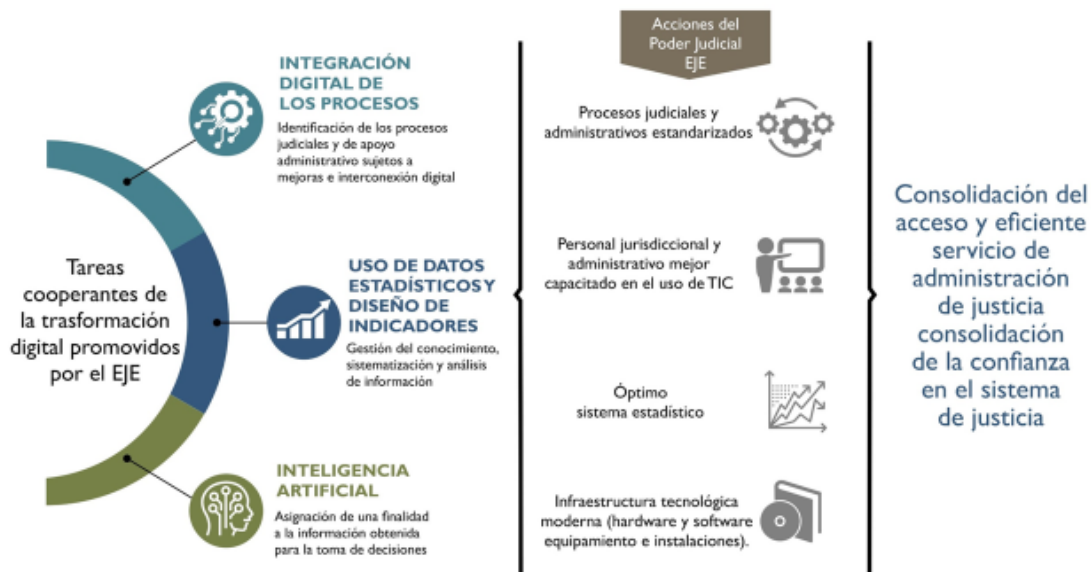 Tareas
cooperantes de
la trasformación
digital promovidos
por el EJE
INTEGRACIÓN
DIGITAL DE
LOS PROCESOS
Identificación de los procesos
judiciales y de apoyo
administrativo sujetos a
mejoras e interconexión digital
USO DE DATOS
ESTADÍSTICOS Y
DISEÑO DE
INDICADORES
Gestión del conocimiento,
sistematización y análisis
de información
INTELIGENCIA
ARTIFICIAL
Asignación de una finalidad
a la información obtenida
para la toma de decisiones
Acciones del
Poder Judicial
EJE
Procesos judiciales y
administrativos estandarizados
Personal jurisdiccional y
administrativo mejor
capacitado en el uso de TIC
Óptimo
sistema estadístico
Infraestructura tecnológica
moderna (hardware y software
equipamiento e instalaciones).
Consolidación del
acceso y eficiente
servicio de
administración
de justicia
consolidación
de la confianza
en el sistema
de justicia